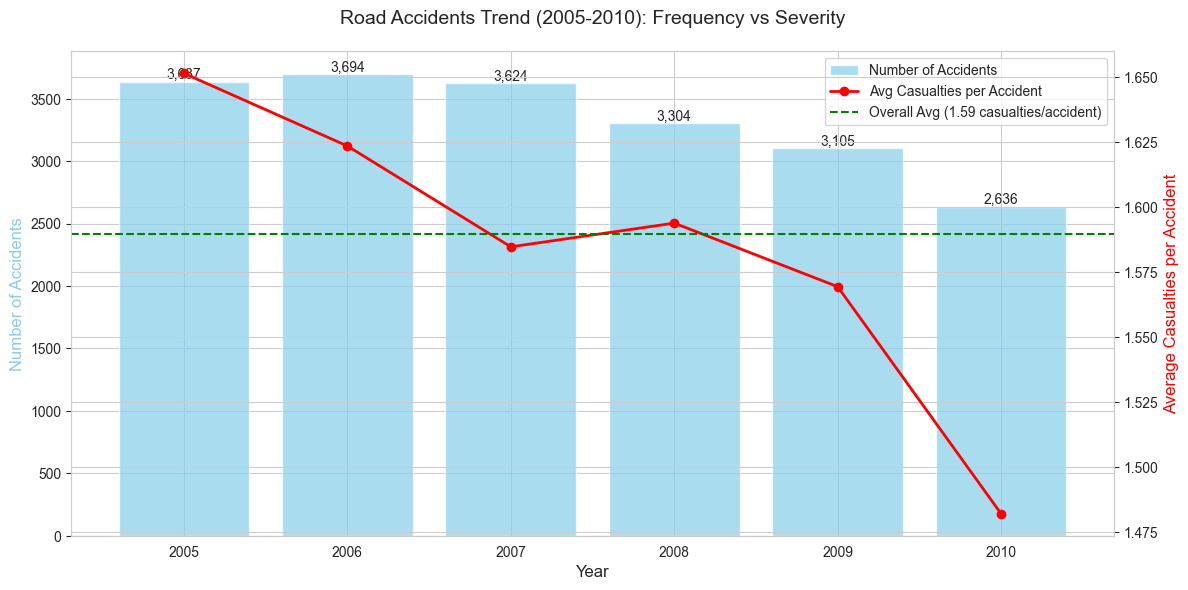 Road Accidents Trend (2005-2010): Frequency vs Severity
Number of Accidents
Avg Casualties per Accident
Overall Avg (1.59 casualties/accident)
3,694
3,624
3,304
3,105
2,636
Number of Accidents
3500
3000
2500
2000
1500
1000
500
0
1.650
1.625
1.600
1.575
1.550
1.525
1.500
1.475
Average Casualties per Accident
2005 2006 2007 2008 2009 2010
Year